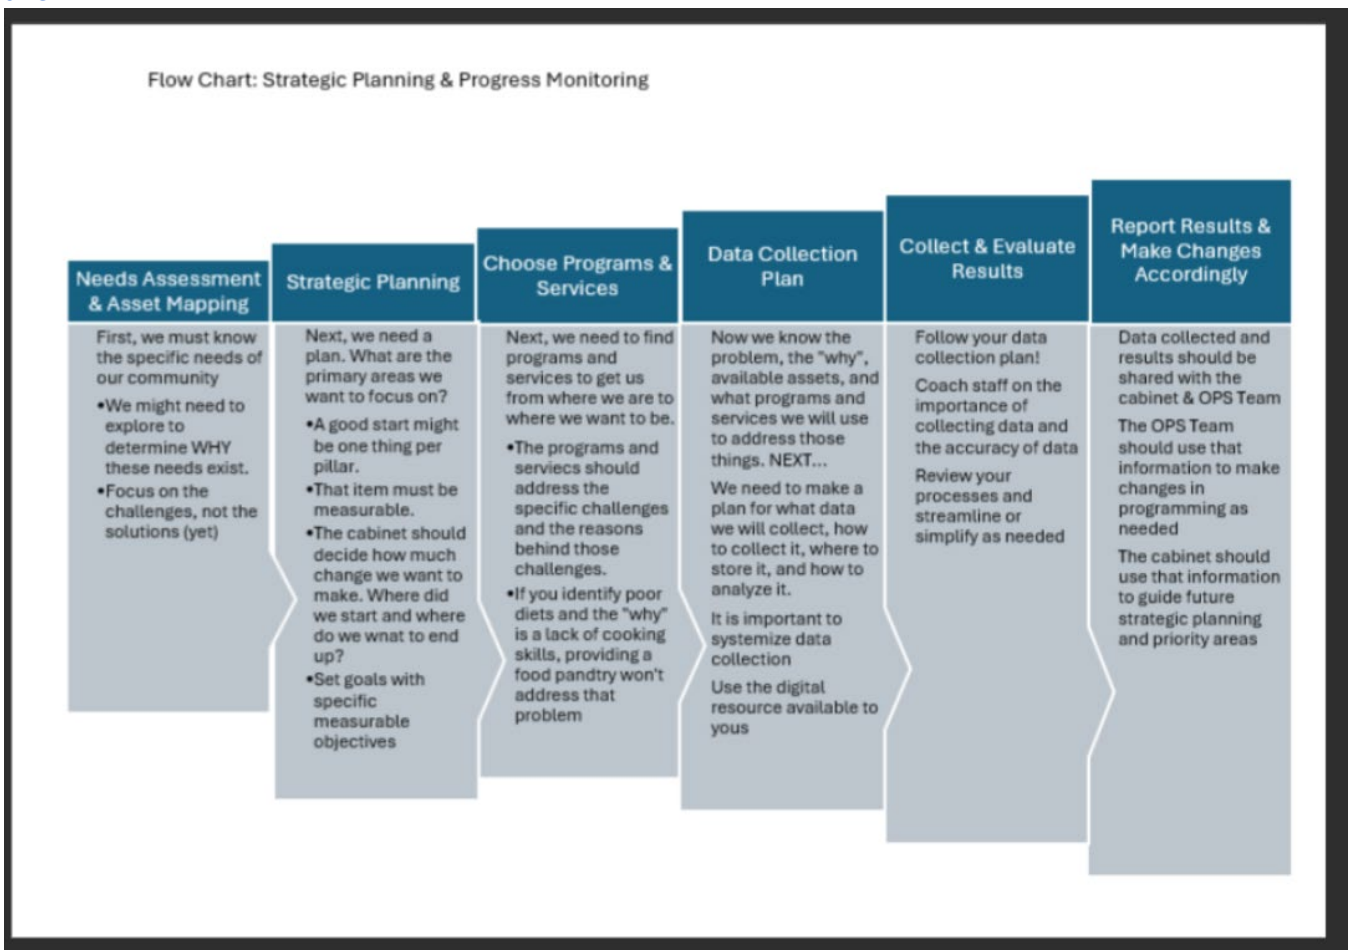 Flow Chart: Strategic Planning & Progress Monitoring
Needs Assessment
& Asset Mapping
First, we must know
the specific needs of
our community
•We might need to
explore to
determine WHY
these needs exist.
•Focus on the
challenges, not the
solutions (yet)
Strategic Planning
Next, we need a
plan. What are the
primary areas we
want to focus on?
•A good start might
be one thing per
pillar.
•That item must be
measurable.
•The cabinet should
decide how much
change we want to
make. Where did
we start and where
do we wnat to end
up?
•Set goals with
specific
measurable
objectives
Choose Programs &
Services
Next, we need to find
programs and
services to get us
from where we are to
where we want to be.
•The programs and
serviecs should
address the
specific challenges
and the reasons
behind those
challenges.
•If you identify poor
diets and the "why"
is a lack of cooking
skills, providing a
food pandtry won't
address that
problem
Data Collection
Plan
Now we know the
problem, the "why",
available assets, and
what programs and
services we will use
to address those
things. NEXT...
We need to make a
plan for what data
we will collect, how
to collect it, where to
store it, and how to
analyze it.
It is important to
systemize data
collection
Use the digital
resource available to
yous
Collect & Evaluate
Results
Follow your data
collection plan!
Coach staff on the
importance of
collecting data and
the accuracy of data
Review your
processes and
streamline or
simplify as needed
Report Results &
Make Changes
Accordingly
Data collected and
results should be
shared with the
cabinet & OPS Team
The OPS Team
should use that
information to make
changes in
programming as
needed
The cabinet should
use that information
to guide future
strategic planning
and priority areas